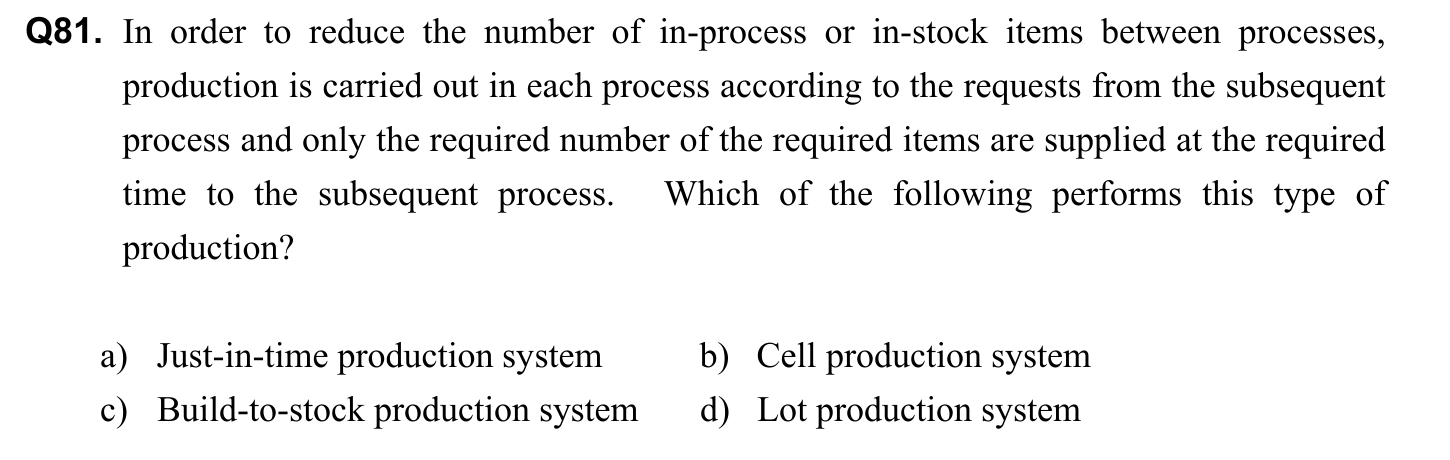 Q81. In order to reduce the number of in-process or in-stock items between processes,
production is carried out in each process according to the requests from the subsequent
process and only the required number of the required items are supplied at the required
time to the subsequent process. Which of the following performs this type of
production?
a) Just-in-time production system b) Cell production system
c) Build-to-stock production system d) Lot production system